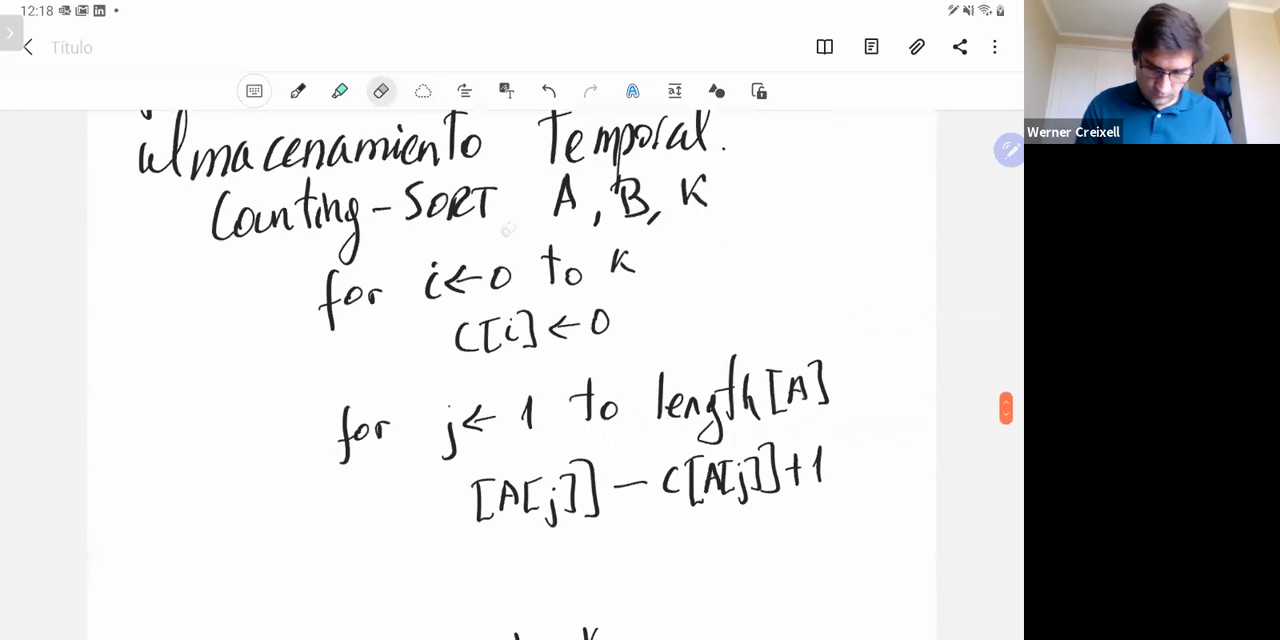 12:18
Título
almacenamiento Temporal.
Counting-SORT A, B, K
for i ← 0 to K
C[i] ← 0
for j ← 1 to length[A]
[A[j]] — C[A[j]]+1
K
Werner Creixell